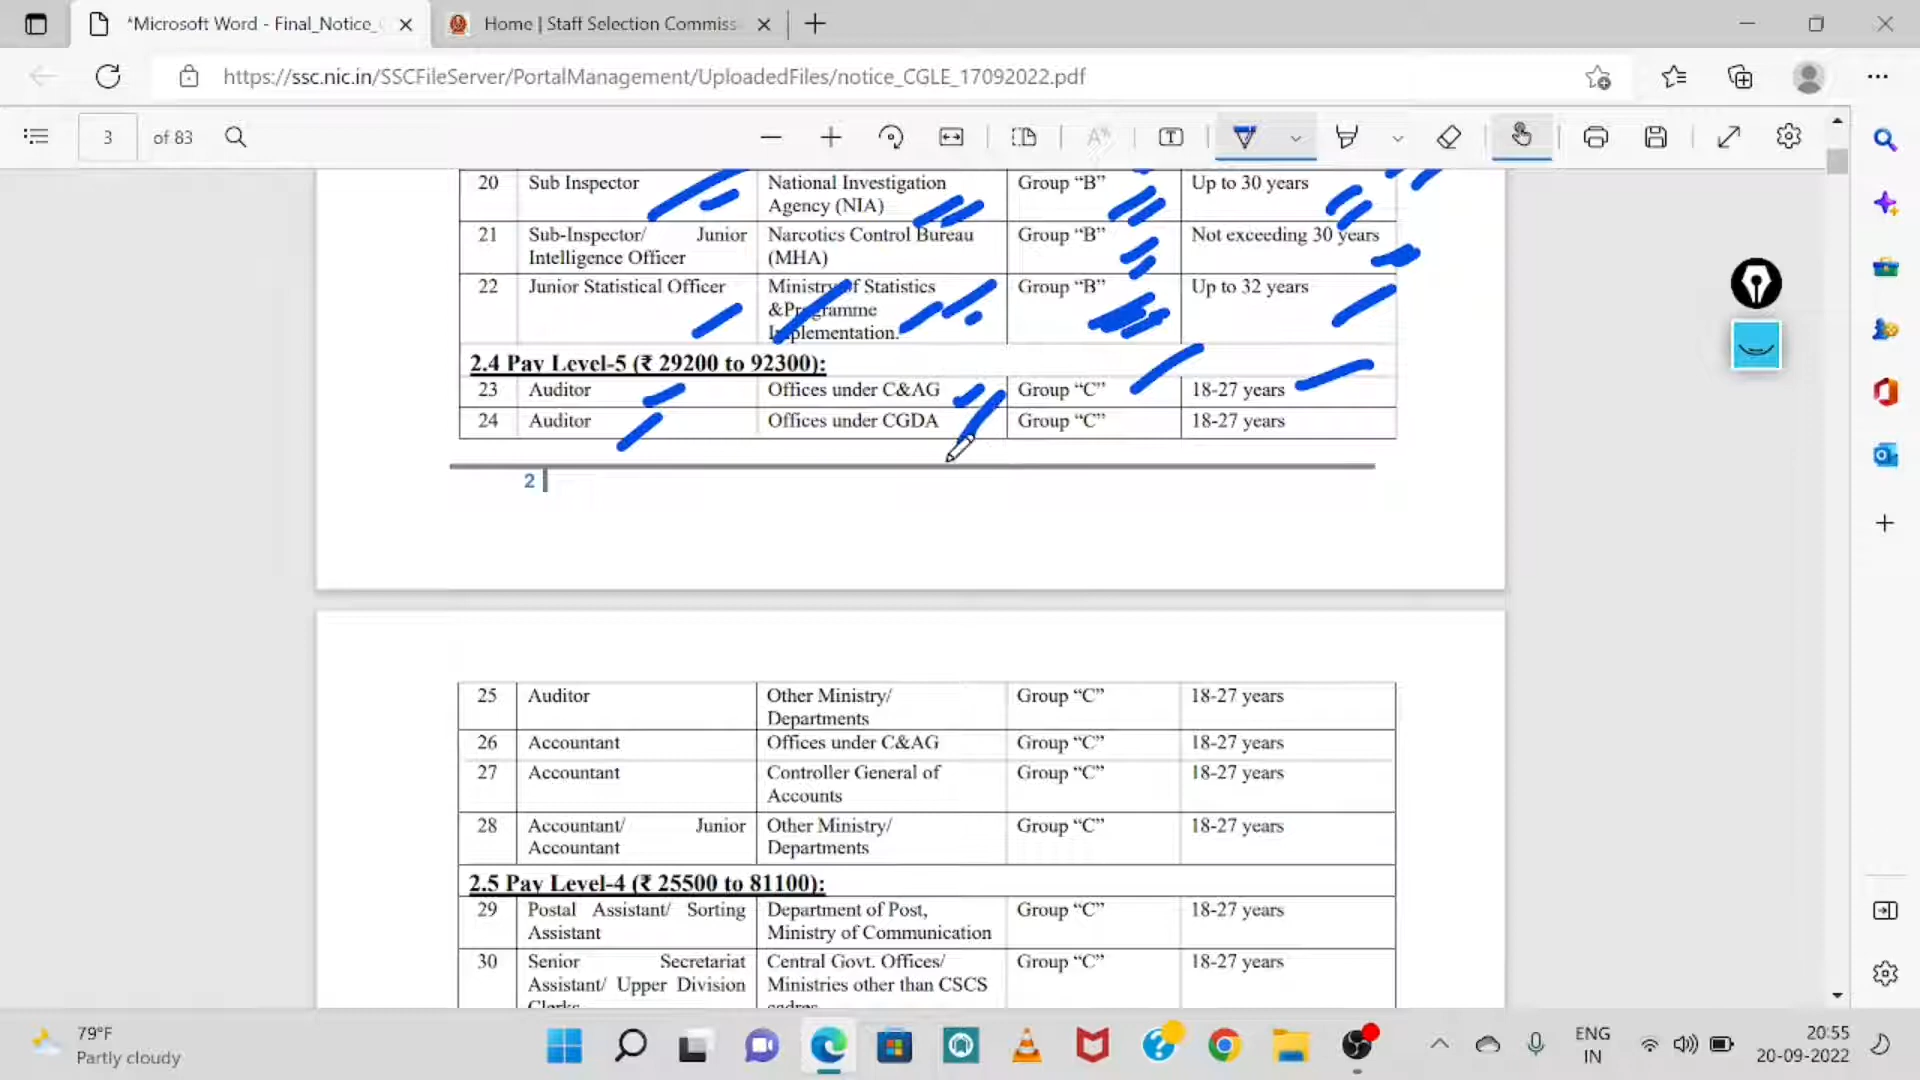 *Microsoft Word - Final_Notice_
Home | Staff Selection Commiss
https://ssc.nic.in/SSCFileServer/PortalManagement/UploadedFiles/notice_CGLE_17092022.pdf
3 of 83
20 Sub Inspector National Investigation Group “B” Up to 30 years
Agency (NIA)
21 Sub-Inspector/ Junior Narcotics Control Bureau Group “B” Not exceeding 30 years
Intelligence Officer (MHA)
22 Junior Statistical Officer Ministry of Statistics Group “B” Up to 32 years
&Programme
Implementation.
2.4 Pay Level-5 (₹ 29200 to 92300):
23 Auditor Offices under C&AG Group “C” 18-27 years
24 Auditor Offices under CGDA Group “C” 18-27 years
2 |
25 Auditor Other Ministry/ Group “C” 18-27 years
Departments
26 Accountant Offices under C&AG Group “C” 18-27 years
27 Accountant Controller General of Group “C” 18-27 years
Accounts
28 Accountant/ Junior Other Ministry/ Group “C” 18-27 years
Accountant Departments
2.5 Pay Level-4 (₹ 25500 to 81100):
29 Postal Assistant/ Sorting Department of Post, Group “C” 18-27 years
Assistant Ministry of Communication
30 Senior Secretariat Central Govt. Offices/ Group “C” 18-27 years
Assistant/ Upper Division Ministries other than CSCS
Clerks cadres
79°F
Partly cloudy
ENG
IN
20:55
20-09-2022